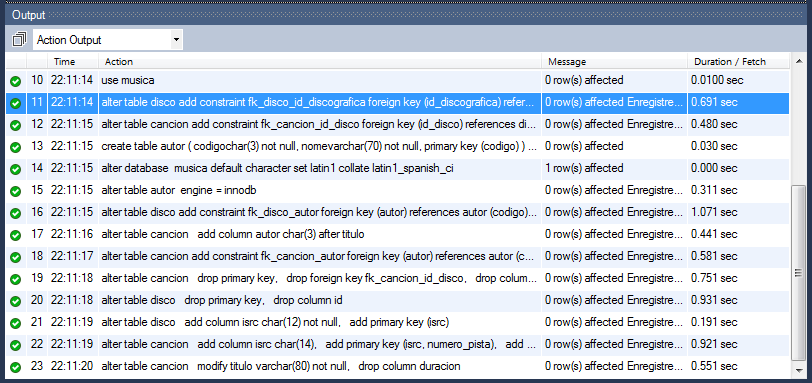 Output
Action Output
Time Action Message Duration / Fetch
10 22:11:14 use musica 0 row(s) affected 0.0100 sec
11 22:11:14 alter table disco add constraint fk_disco_id_discografica foreign key (id_discografica) refer... 0 row(s) affected Enregistre... 0.691 sec
12 22:11:15 alter table cancion add constraint fk_cancion_id_disco foreign key (id_disco) references di... 0 row(s) affected Enregistre... 0.480 sec
13 22:11:15 create table autor ( codigochar(3) not null, nomevarchar(70) not null, primary key (codigo) ) ... 0 row(s) affected 0.030 sec
14 22:11:15 alter database musica default character set latin1 collate latin1_spanish_ci 1 row(s) affected 0.000 sec
15 22:11:15 alter table autor engine = innodb 0 row(s) affected Enregistre... 0.311 sec
16 22:11:15 alter table disco add constraint fk_disco_autor foreign key (autor) references autor (codigo)... 0 row(s) affected Enregistre... 1.071 sec
17 22:11:16 alter table cancion add column autor char(3) after titulo 0 row(s) affected Enregistre... 0.441 sec
18 22:11:17 alter table cancion add constraint fk_cancion_autor foreign key (autor) references autor (c... 0 row(s) affected Enregistre... 0.581 sec
19 22:11:18 alter table cancion drop primary key, drop foreign key fk_cancion_id_disco, drop colum... 0 row(s) affected Enregistre... 0.751 sec
20 22:11:18 alter table disco drop primary key, drop column id 0 row(s) affected Enregistre... 0.931 sec
21 22:11:19 alter table disco add column isrc char(12) not null, add primary key (isrc) 0 row(s) affected Enregistre... 0.191 sec
22 22:11:19 alter table cancion add column isrc char(14), add primary key (isrc, numero_pista), add ... 0 row(s) affected Enregistre... 0.921 sec
23 22:11:20 alter table cancion modify titulo varchar(80) not null, drop column duracion 0 row(s) affected Enregistre... 0.551 sec